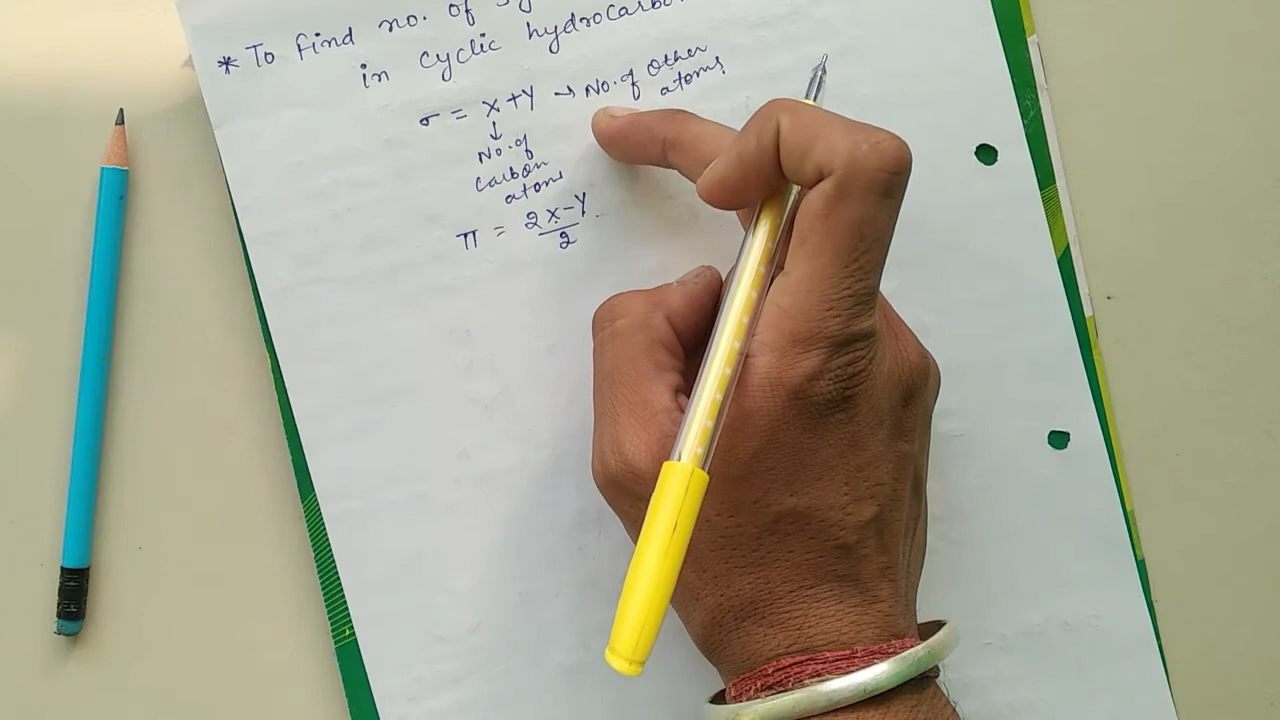 * To find no. of
in cyclic hydrocarbo
σ = x+y → No. of other
atoms
↓
No. of
carbon
atoms
π = 2x-y/2